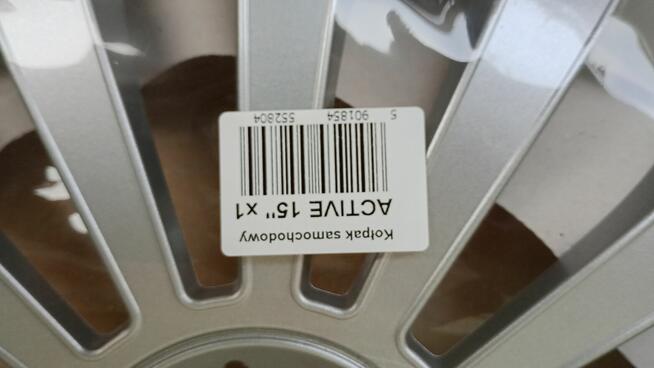 Kołpak samochodowy
ACTIVE 15" x1
5 901854 552804